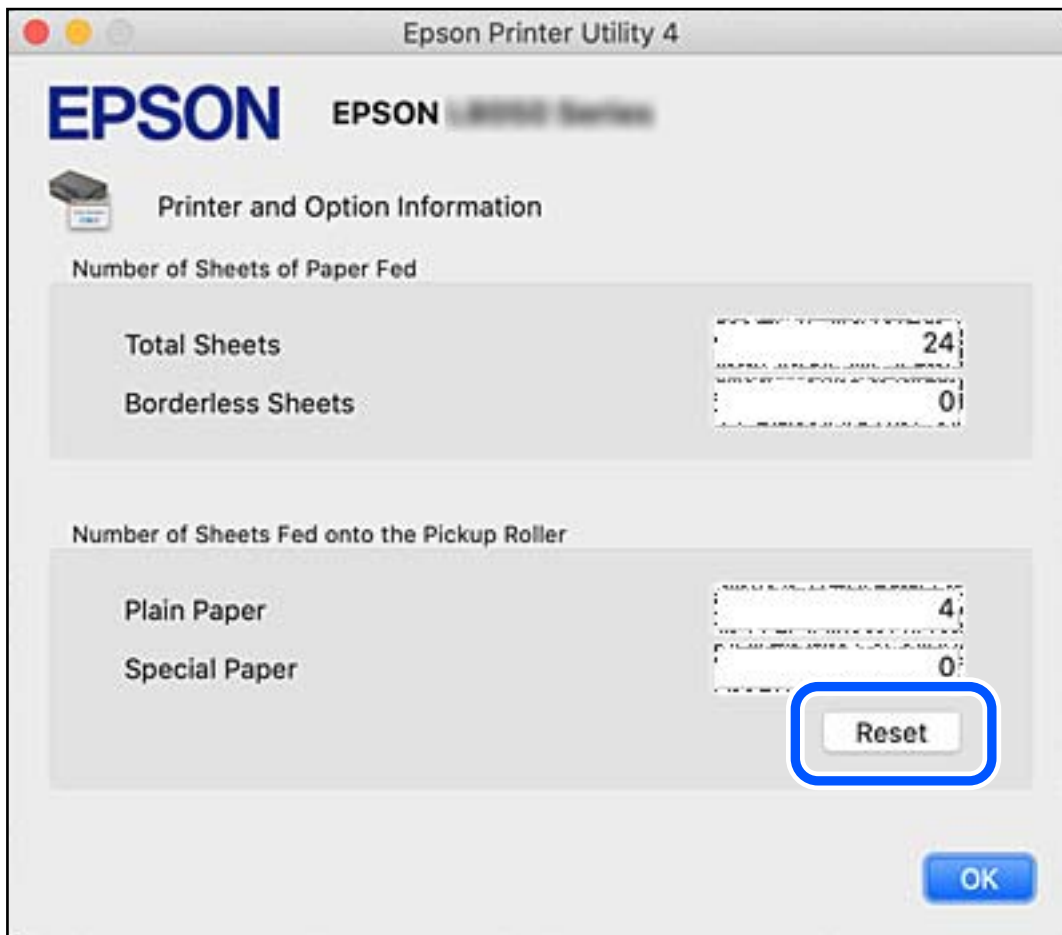 Epson Printer Utility 4
EPSON EPSON
Printer and Option Information
Number of Sheets of Paper Fed
Total Sheets 24
Borderless Sheets 0
Number of Sheets Fed onto the Pickup Roller
Plain Paper 4
Special Paper 0
Reset
OK